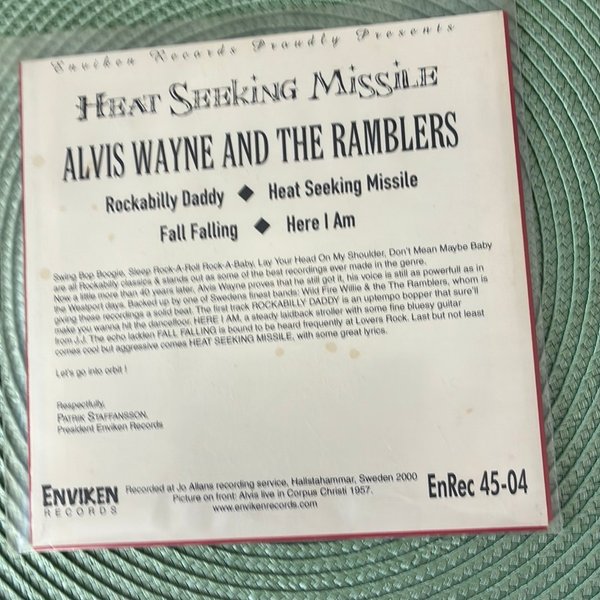 Enviken Records Proudly Presents
HEAT SEEKING MISSILE
ALVIS WAYNE AND THE RAMBLERS
Rockabilly Daddy ◆ Heat Seeking Missile
Fall Falling ◆ Here I Am
Swing Bop Boogie, Sleep Rock-A-Roll Rock-A-Baby, Lay Your Head On My Shoulder, Don't Mean Maybe Baby
are all Rockabilly classics & stands out as some of the best recordings ever made in the genre.
Now a little more than 40 years later, Alvis Wayne proves that he still got it, his voice is still as powerfull as in
the Westport days. Backed up by one of Swedens finest bands: Wild Fire Willie & the The Ramblers, whom is
giving these recordings a solid beat. The first track ROCKABILLY DADDY is an uptempo bopper that sure'll
make you wanna hit the dancefloor. HERE I AM, a steady laidback stroller with some fine bluesy guitar
from J.J. The echo ladden FALL FALLING is bound to be heard frequently at Lovers Rock. Last but not least
comes cool but aggressive comes HEAT SEEKING MISSILE, with some great lyrics.
Let's go into orbit !
Respectfully,
PATRIK STAFFANSSON,
President Enviken Records
ENVIKEN
RECORDS
Recorded at Jo Allans recording service, Hallstahammar, Sweden 2000
Picture on front: Alvis live in Corpus Christi 1957.
www.envikenrecords.com
EnRec 45-04